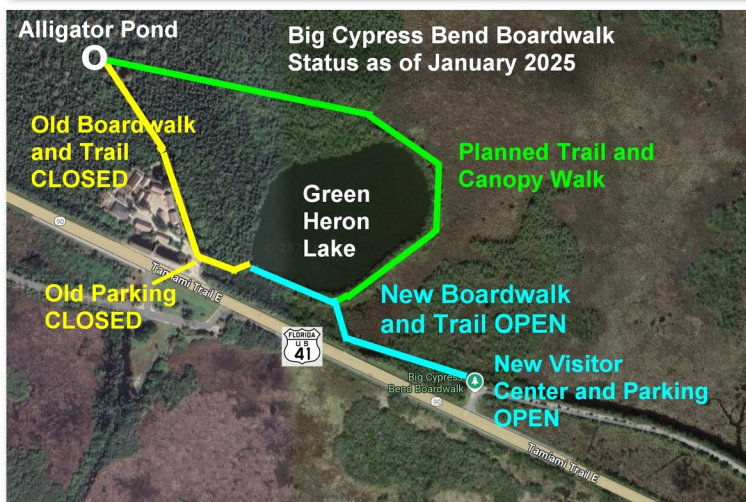 Alligator Pond
O
Big Cypress Bend Boardwalk
Status as of January 2025
Old Boardwalk
and Trail
CLOSED
Planned Trail and
Canopy Walk
Green
Heron
Lake
90
Tamiami Trail E
Old Parking
CLOSED
New Boardwalk
and Trail OPEN
FLORIDA
US
41
New Visitor
Center and Parking
OPEN
Big Cypress
Bend Boardwalk
90
Tamiami Trail E